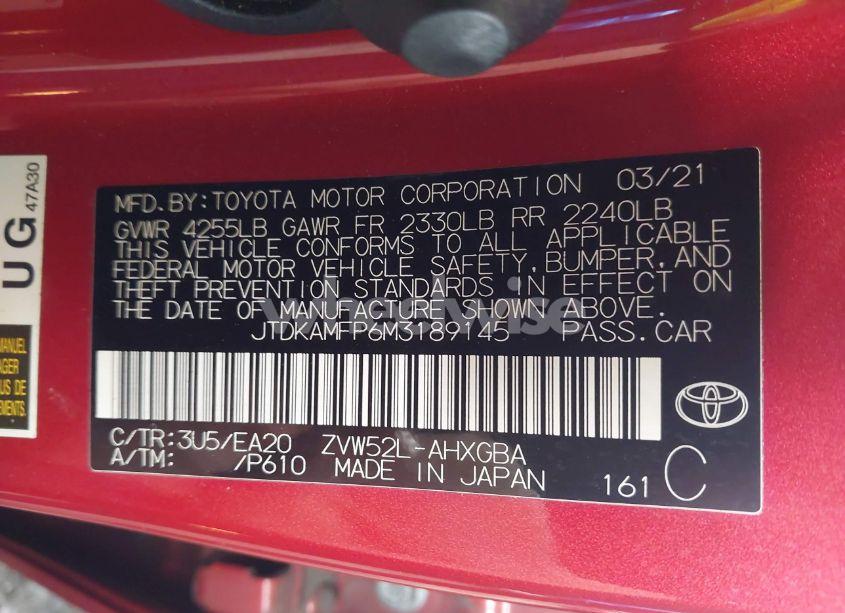 MFD. BY: TOYOTA MOTOR CORPORATION 03/21
GVWR 4255LB GAWR FR 2330LB RR 2240LB
THIS VEHICLE CONFORMS TO ALL APPLICABLE
FEDERAL MOTOR VEHICLE SAFETY, BUMPER, AND
THEFT PREVENTION STANDARDS IN EFFECT ON
THE DATE OF MANUFACTURE SHOWN ABOVE.
JTDKAMFP6M3189145 PASS.CAR
C/TR: 3U5/EA20 ZVW52L-AHXGBA
A/TM: /P610 MADE IN JAPAN 161 C
UG
47A30
MANUEL